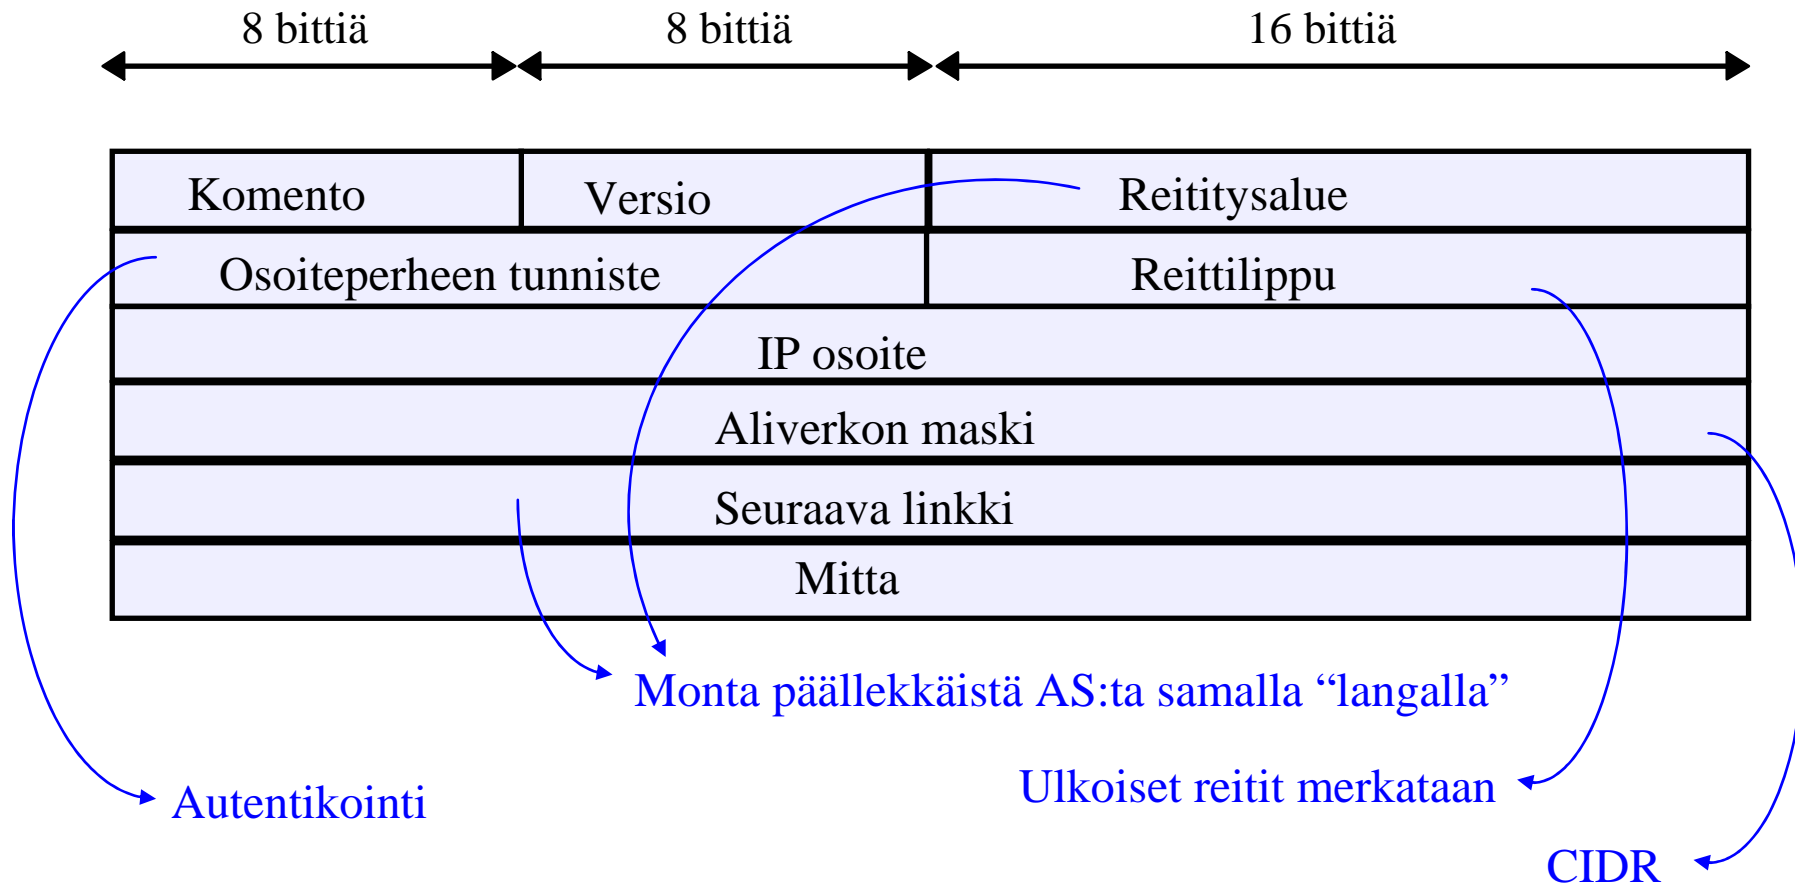 8 bittiä 8 bittiä 16 bittiä
Komento Versio Reititysalue
Osoiteperheen tunniste Reittilippu
IP osoite
Aliverkon maski
Seuraava linkki
Mitta
Monta päällekkäistä AS:ta samalla “langalla”
Ulkoiset reitit merkataan
Autentikointi
CIDR